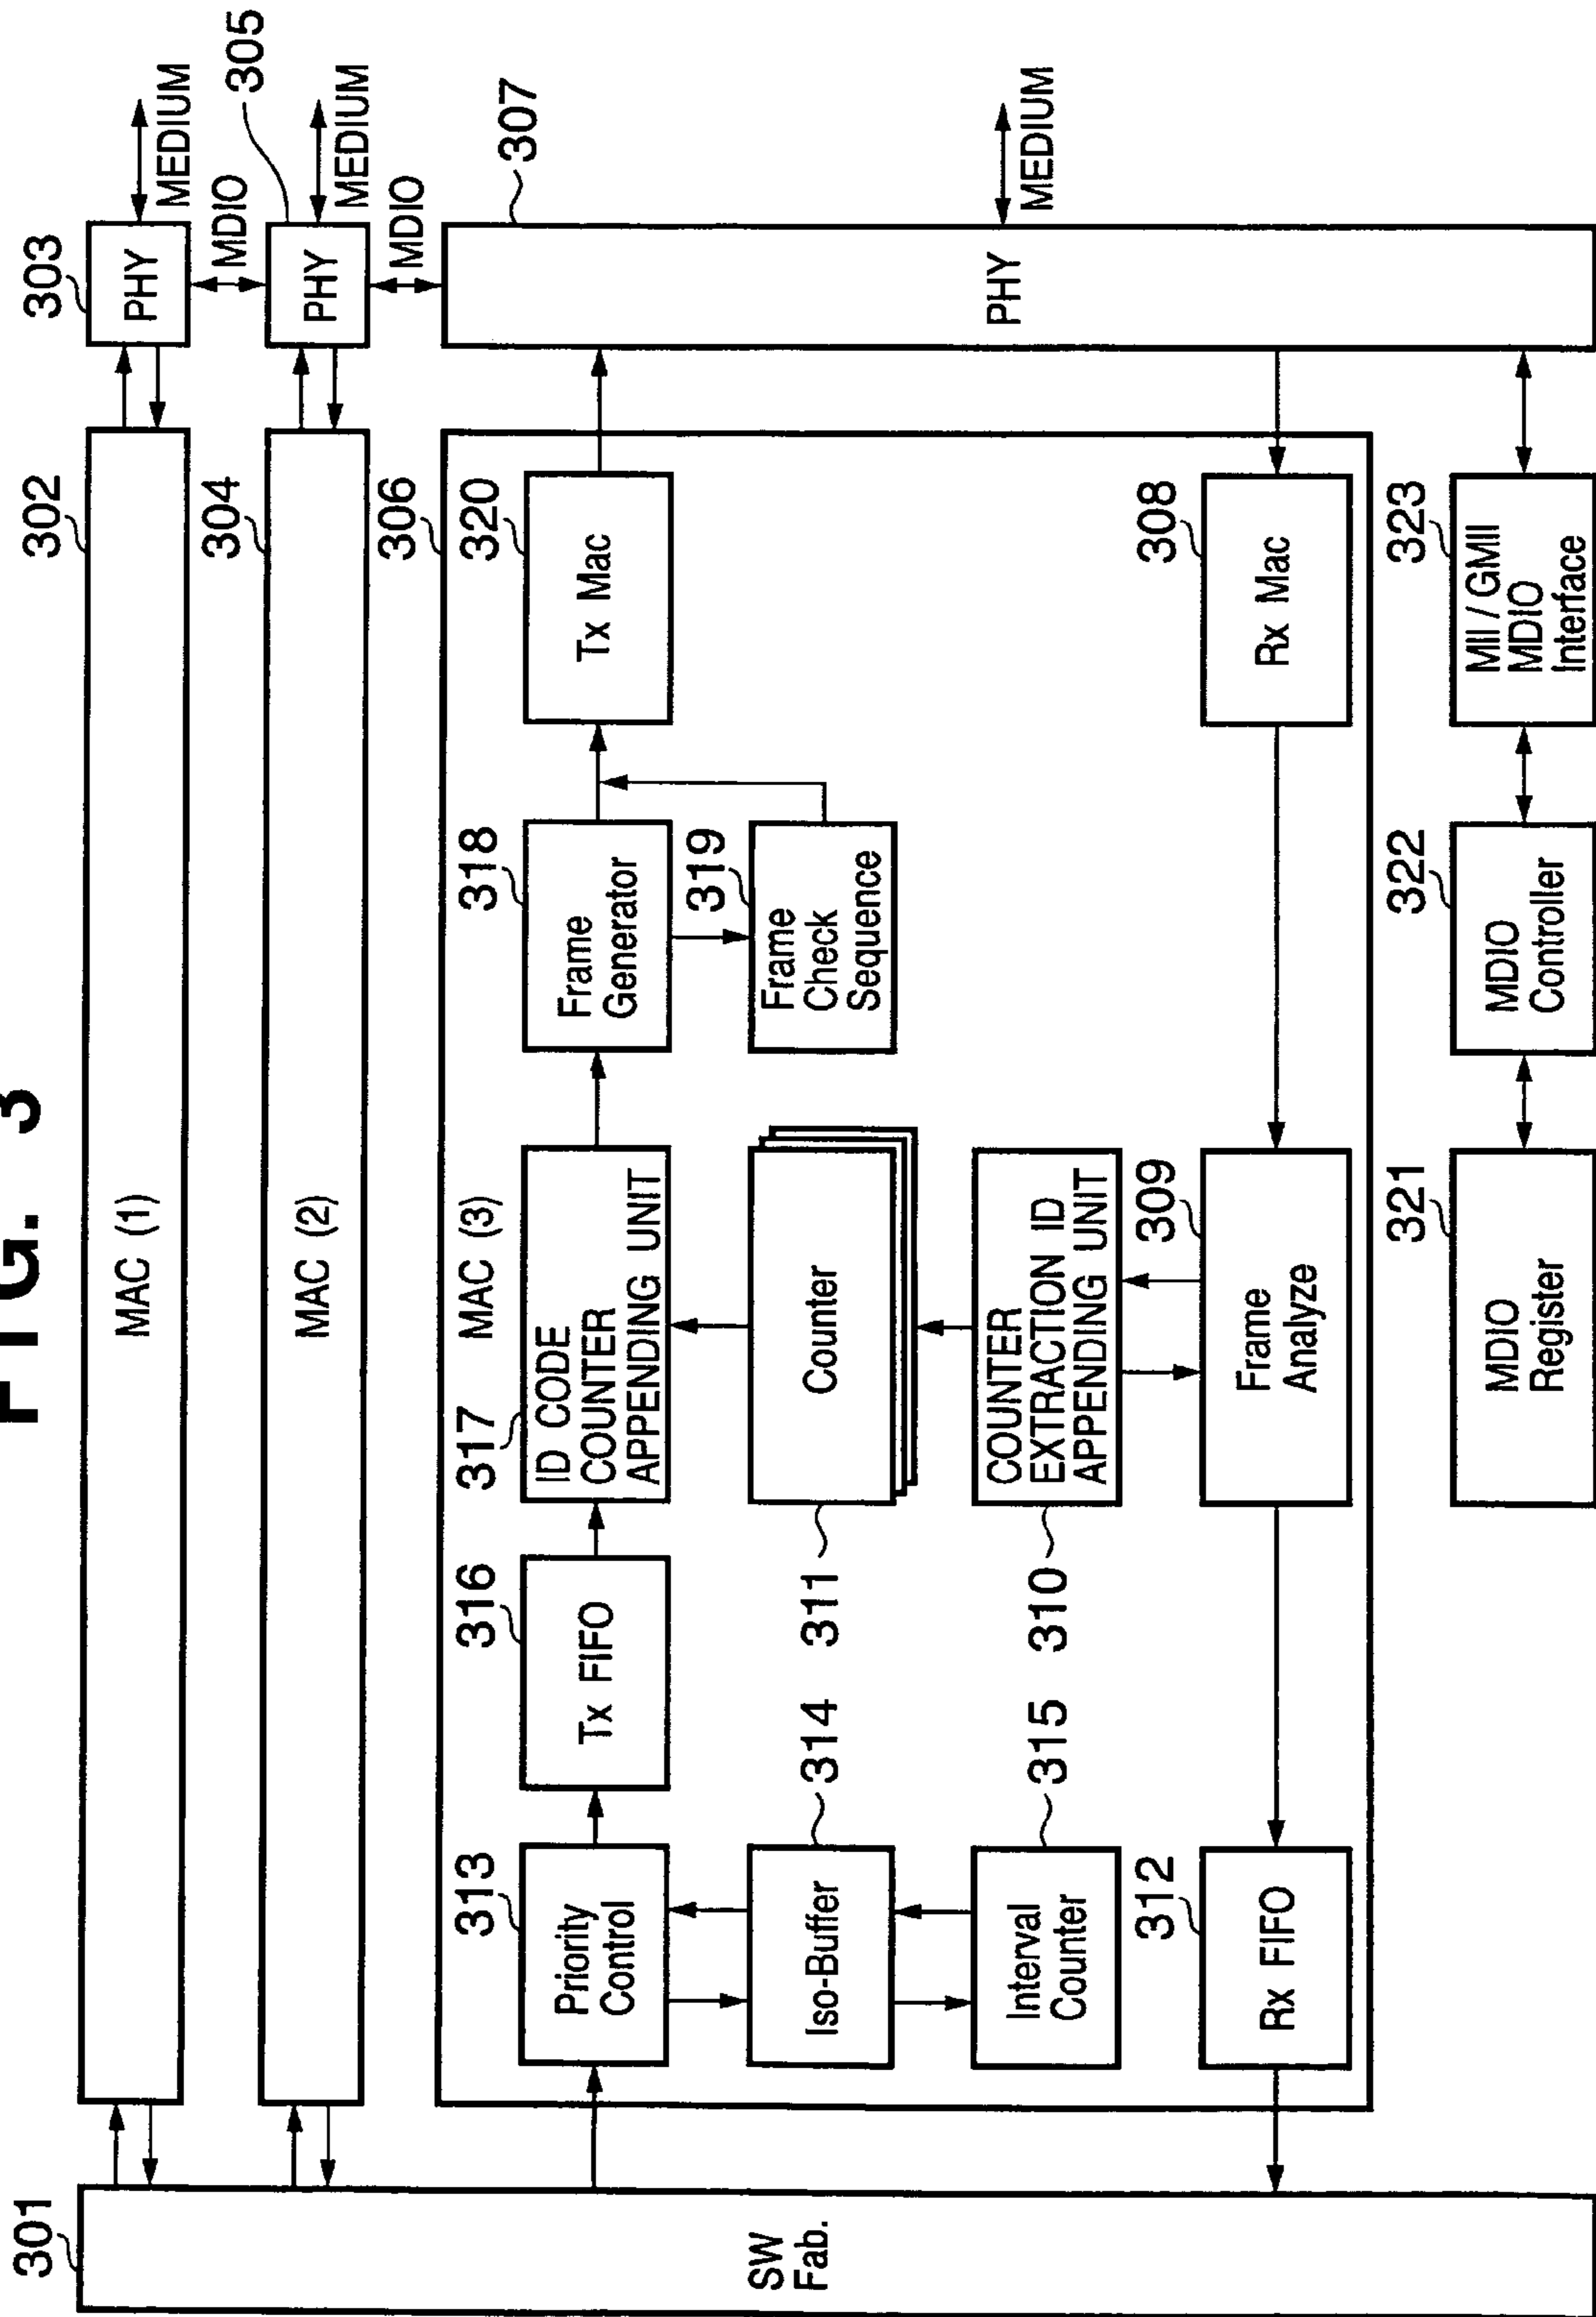 FIG. 3
301
SW
Fab.
302
MAC (1)
303
PHY
MEDIUM
MDIO
304
MAC (2)
305
PHY
MEDIUM
MDIO
306
MAC (3)
307
PHY
MEDIUM
313
Priority
Control
316
Tx FIFO
317
ID CODE
COUNTER
APPENDING UNIT
318
Frame
Generator
320
Tx Mac
314
Iso-Buffer
311
Counter
319
Frame
Check
Sequence
315
Interval
Counter
310
COUNTER
EXTRACTION ID
APPENDING UNIT
312
Rx FIFO
309
Frame
Analyze
308
Rx Mac
321
MDIO
Register
322
MDIO
Controller
323
MII / GMII
MDIO
Interface